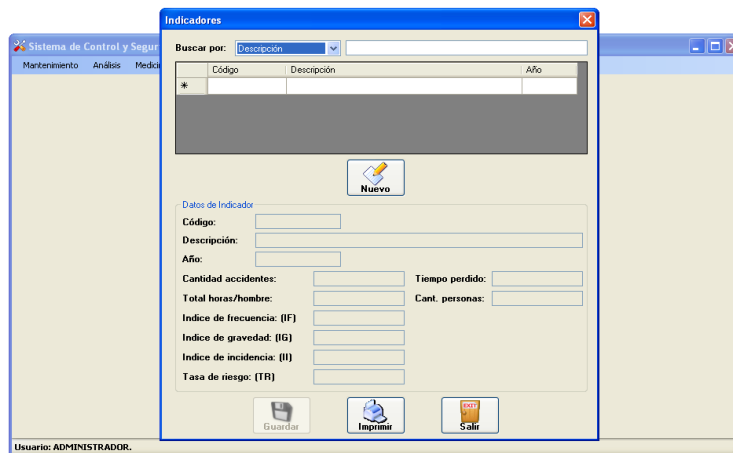 Indicadores
Sistema de Control y Segur
Buscar por: Descripción
Mantenimiento Análisis Medici
Código Descripción Año
Nuevo
Datos de Indicador
Código:
Descripción:
Año:
Cantidad accidentes: Tiempo perdido:
Total horas/hombre: Cant. personas:
Indice de frecuencia: (IF)
Indice de gravedad: (IG)
Indice de incidencia: (II)
Tasa de riesgo: (TR)
EXIT
Guardar Imprimir Salir
Usuario: ADMINISTRADOR.